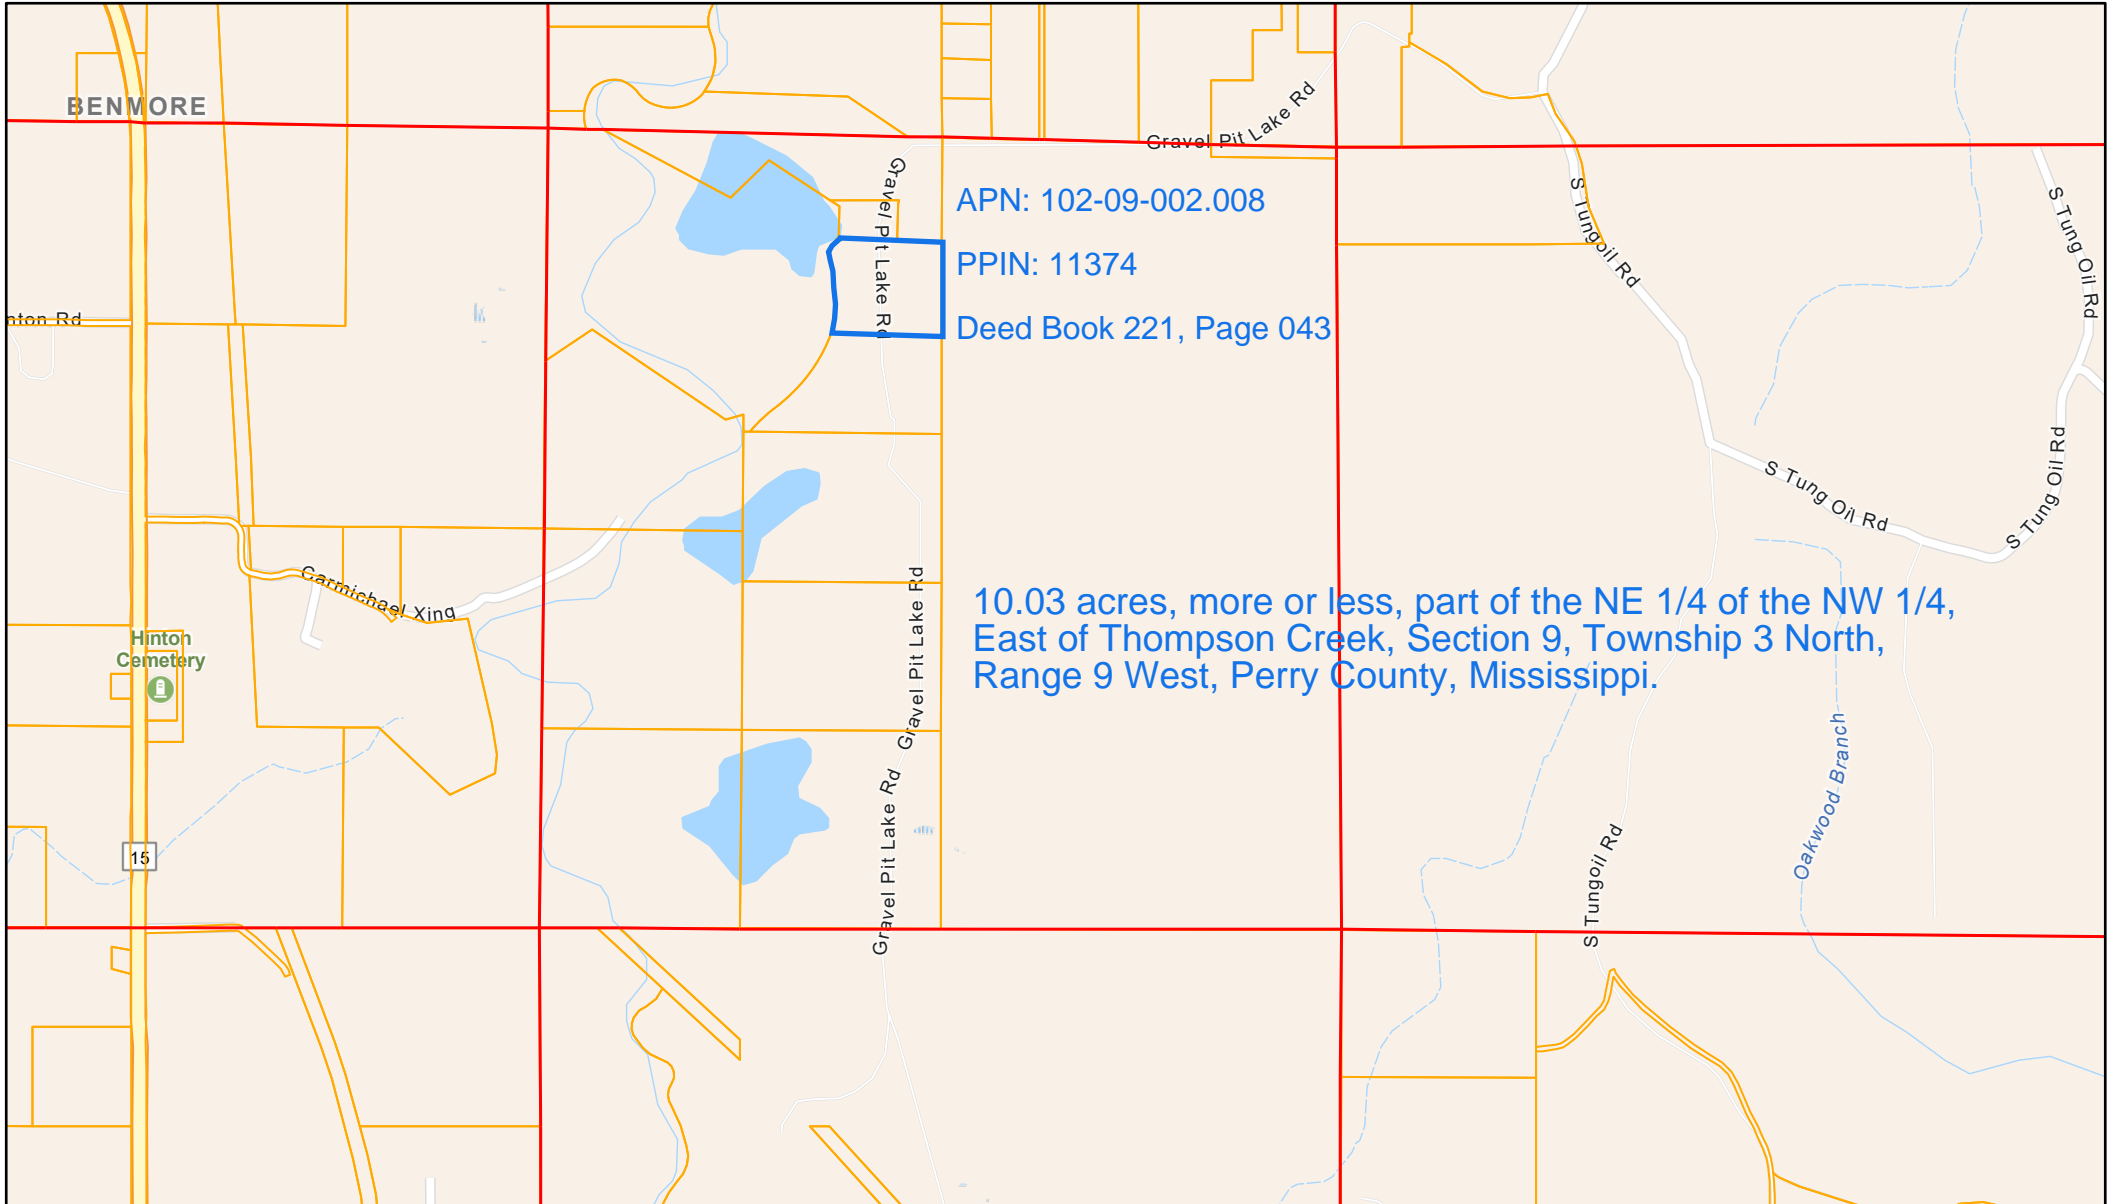 BENMORE
Gravel Pit Lake Rd
Gravel Pit Lake Rd
APN: 102-09-002.008
S Tungoil Rd
S Tung Oil Rd
PPIN: 11374
nton Rd
Deed Book 221, Page 043
S Tung Oil Rd
S Tung Oil Rd
Carmichael Xing
Gravel Pit Lake Rd
10.03 acres, more or less, part of the NE 1/4 of the NW 1/4,
East of Thompson Creek, Section 9, Township 3 North,
Range 9 West, Perry County, Mississippi.
Hinton
Cemetery
Oakwood Branch
Gravel Pit Lake Rd
15
S Tungoil Rd